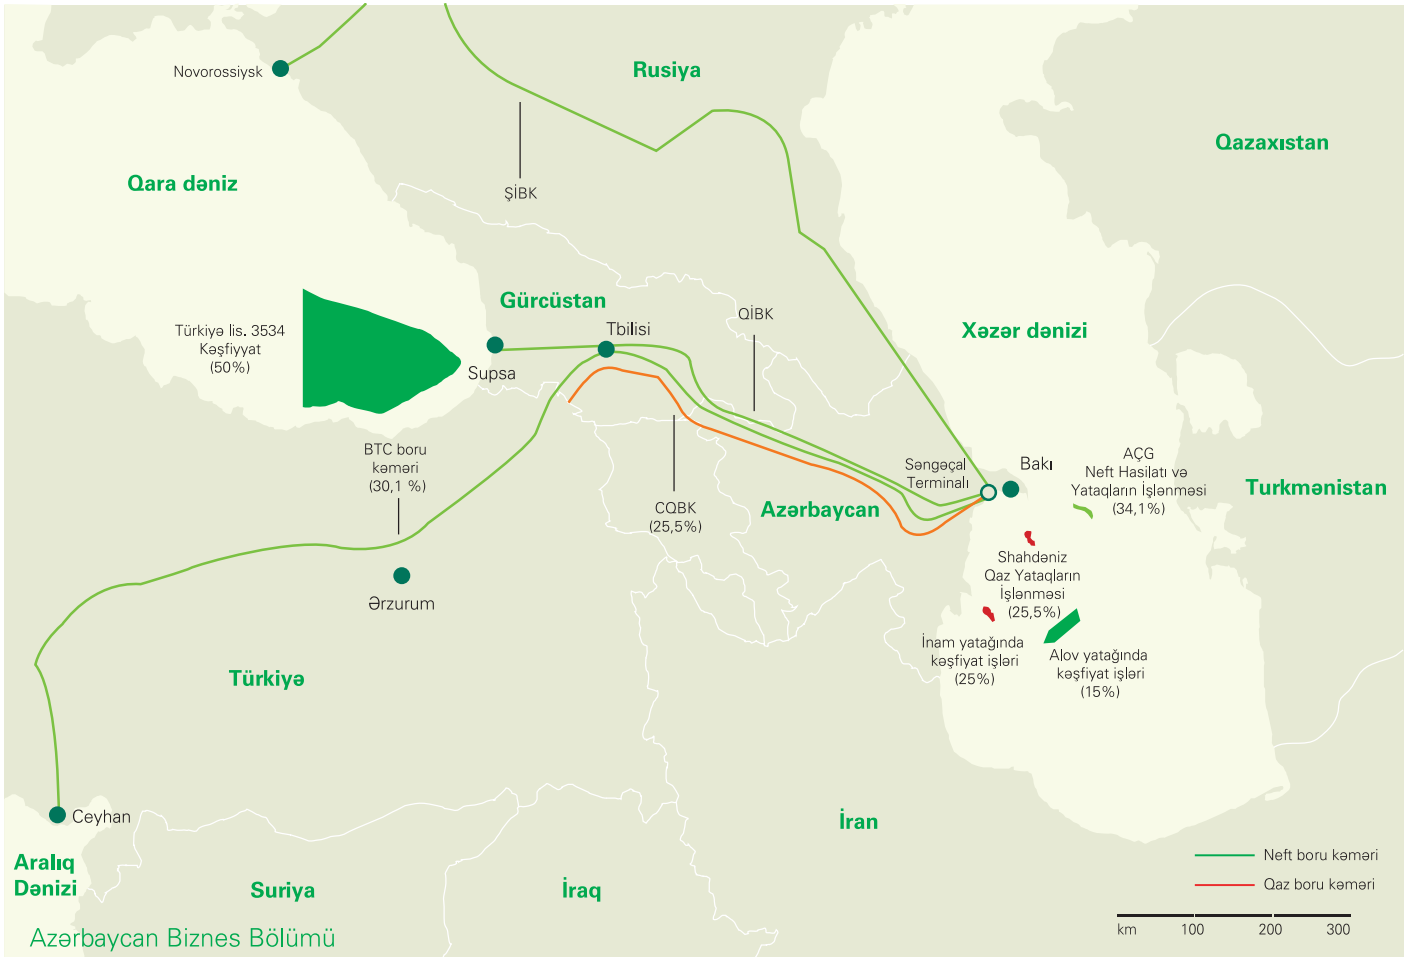 Novorossiysk
Rusiya
Qazaxıstan
Qara dəniz
ŞİBK
Gürcüstan
QİBK
Türkiyə lis. 3534
Kəşfiyyat
(50%)
Tbilisi
Xəzər dənizi
Supsa
BTC boru
kəməri
(30,1 %)
CQBK
(25,5%)
Azərbaycan
Səngəçal
Terminalı
Bakı
AÇG
Neft Hasilatı və
Yataqların İşlənməsi
(34,1%)
Turkmənistan
Shahdəniz
Qaz Yataqların
İşlənməsi
(25,5%)
Ərzurum
İnam yatağında
kəşfiyat işləri
(25%)
Alov yatağında
kəşfiyat işləri
(15%)
Türkiyə
Ceyhan
İran
Aralıq
Dənizi
Suriya
İraq
Neft boru kəməri
Qaz boru kəməri
km 100 200 300
Azərbaycan Biznes Bölümü